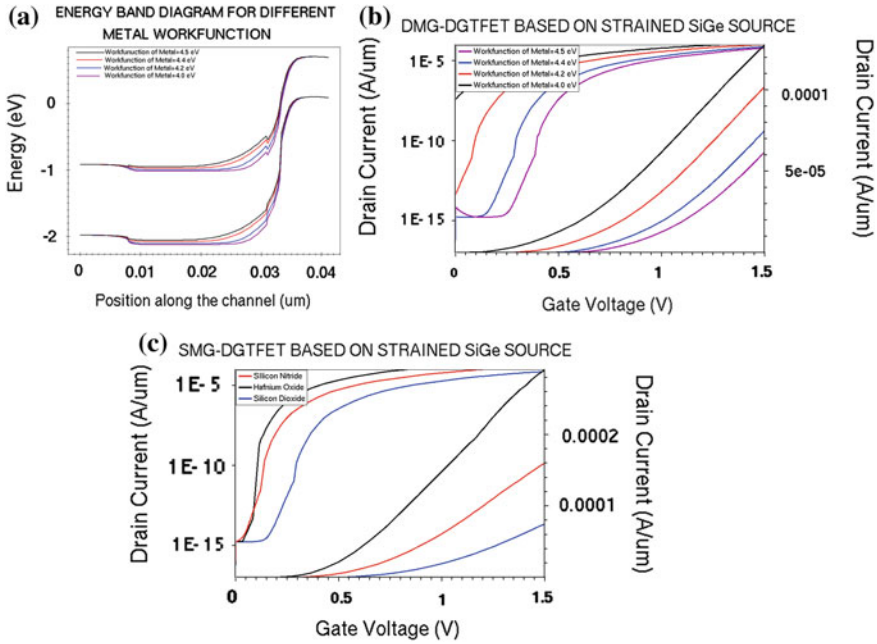 (a)
ENERGY BAND DIAGRAM FOR DIFFERENT
METAL WORKFUNCTION
Workfunuction of Metal=4.5 eV
Workfunction of Metal=4.4 eV
Workfunction of Metal=4.2 eV
Workfunction of Metal=4.0 eV
Energy (eV)
0
-1
-2
0
0.01
0.02
0.03
0.04
Position along the channel (um)
(b)
DMG-DGTFET BASED ON STRAINED SiGe SOURCE
Workfunction of Metal=4.5 eV
Workfunction of Metal=4.4 eV
Workfunction of Metal=4.2 eV
Workfunction of Metal=4.0 eV
Drain Current (A/um)
1E-5
1E-10
1E-15
0
0.5
1
1.5
Gate Voltage (V)
0.0001
5e-05
Drain Current (A/um)
(c)
SMG-DGTFET BASED ON STRAINED SiGe SOURCE
Silicon Nitride
Hafnium Oxide
Silicon Dioxide
Drain Current (A/um)
1E- 5
1E- 10
1E- 15
0
0.5
1
1.5
Gate Voltage (V)
0.0002
0.0001
Drain Current (A/um)